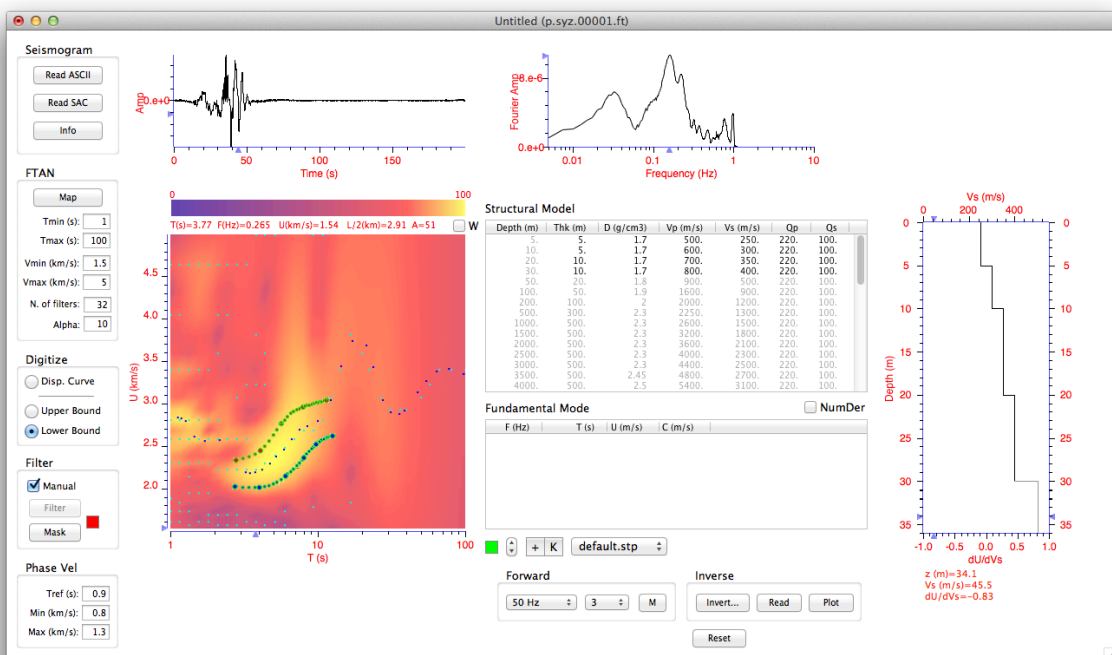 Untitled (p.syz.00001.ft)
Seismogram
Read ASCII
Read SAC
Info
Amp
0.e+0
0 50 100 150
Time (s)
Fourier Amp
8.e-6
0.e+0
0.01 0.1 1 10
Frequency (Hz)
FTAN
Map
Tmin (s): 1
Tmax (s): 100
Vmin (km/s): 1.5
Vmax (km/s): 5
N. of filters: 32
Alpha: 10
Digitize
Disp. Curve
Upper Bound
Lower Bound
Filter
Manual
Filter
Mask
Phase Vel
Tref (s): 0.9
Min (km/s): 0.8
Max (km/s): 1.3
0 100
T(s)=3.77 F(Hz)=0.265 U(km/s)=1.54 L/2(km)=2.91 A=51 W
U (km/s)
4.5
4.0
3.5
3.0
2.5
2.0
1 10 100
T (s)
Structural Model
Depth (m) Thk (m) D (g/cm3) Vp (m/s) Vs (m/s) Qp Qs
5. 5. 1.7 500. 250. 220. 100.
10. 5. 1.7 600. 300. 220. 100.
20. 10. 1.7 700. 350. 220. 100.
30. 10. 1.7 800. 400. 220. 100.
50. 20. 1.8 900. 500. 220. 100.
100. 50. 1.9 1600. 900. 220. 100.
200. 100. 2 2000. 1200. 220. 100.
500. 300. 2.3 2250. 1300. 220. 100.
1000. 500. 2.3 2600. 1500. 220. 100.
1500. 500. 2.3 3200. 1800. 220. 100.
2000. 500. 2.3 3600. 2100. 220. 100.
2500. 500. 2.3 4400. 2300. 220. 100.
3000. 500. 2.3 4400. 2500. 220. 100.
3500. 500. 2.45 4800. 2700. 220. 100.
4000. 500. 2.5 5400. 3100. 220. 100.
Fundamental Mode
NumDer
F (Hz) T (s) U (m/s) C (m/s)
+ K default.stp
Forward
50 Hz 3 M
Inverse
Invert... Read Plot
Reset
Vs (m/s)
0 200 400
Depth (m)
0 0
5 5
10 10
15 15
20 20
25 25
30 30
35 35
-1.0 -0.5 0.0 0.5 1.0
dU/dVs
z (m)=34.1
Vs (m/s)=45.5
dU/dVs=-0.83